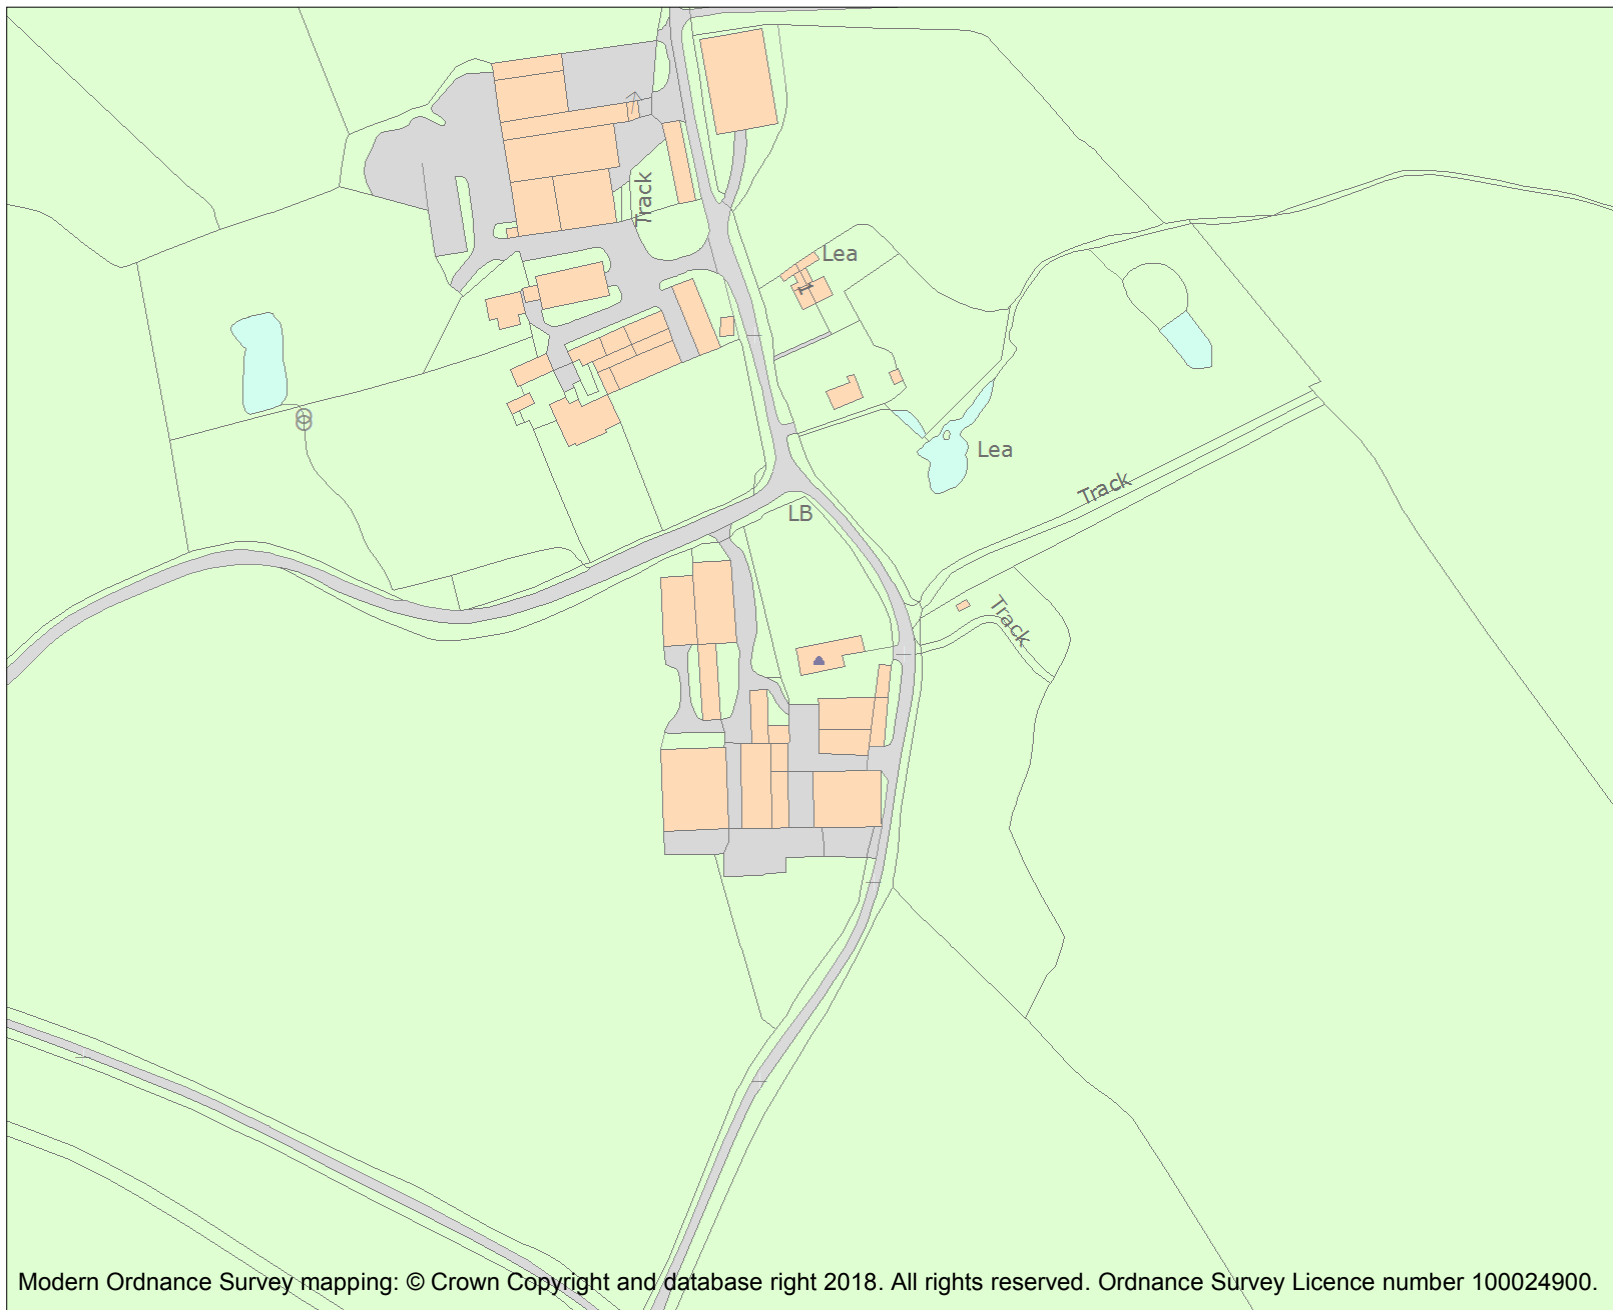 Track
Lea
1
Lea
Track
LB
Track
Modern Ordnance Survey mapping: © Crown Copyright and database right 2018. All rights reserved. Ordnance Survey Licence number 100024900.